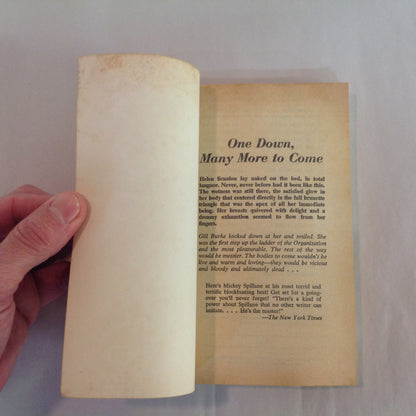 One Down,
Many More to Come
Helen Scanlon lay naked on the bed, in total
languor. Never, never before had it been like this.
The wetness was still there, the satisfied glow in
her body that centered directly in the full brunette
triangle that was the apex of all her immediate
being. Her breasts quivered with delight and a
dreamy exhaustion seemed to flow from her
fingers.
Gill Burke looked down at her and smiled. She
was the first step up the ladder of the Organization
and the most pleasurable. The rest of the way
would be messier. The bodies to come wouldn't be
live and warm and loving—they would be vicious
and bloody and ultimately dead . . .
Here's Mickey Spillane at his most torrid and
terrific blockbusting best! Get set for a going-
over you'll never forget! "There's a kind of
power about Spillane that no other writer can
imitate. . . . He's the master!"
—The New York Times